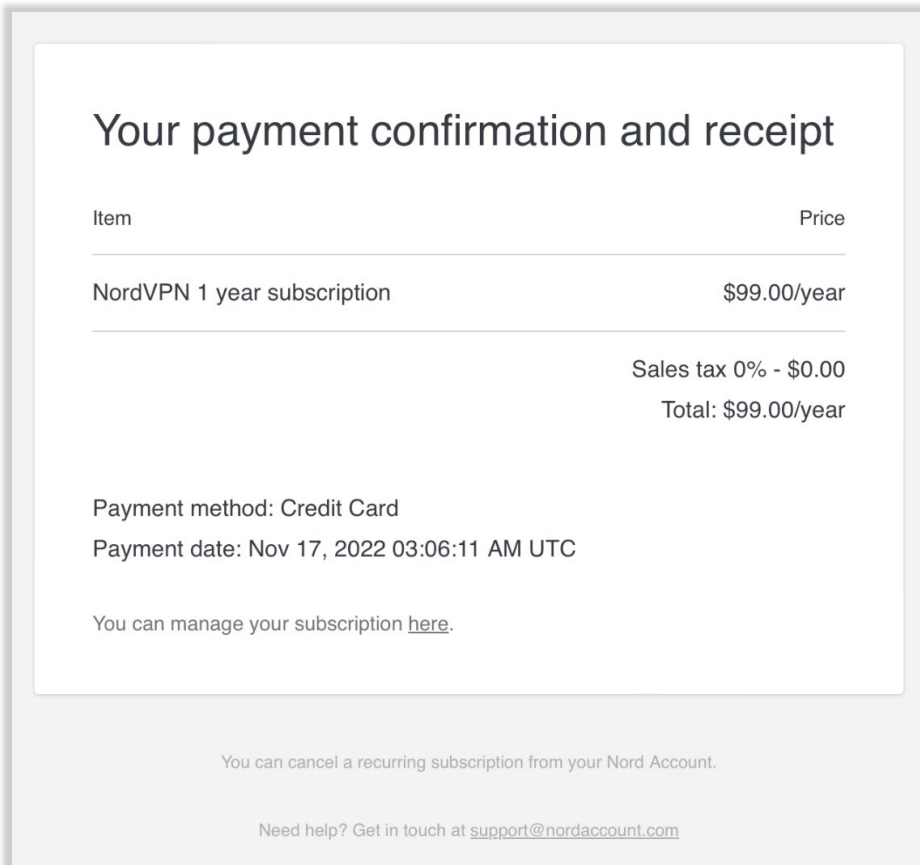 Your payment confirmation and receipt
Item Price
NordVPN 1 year subscription $99.00/year
Sales tax 0% - $0.00
Total: $99.00/year
Payment method: Credit Card
Payment date: Nov 17, 2022 03:06:11 AM UTC
You can manage your subscription here.
You can cancel a recurring subscription from your Nord Account.
Need help? Get in touch at support@nordaccount.com